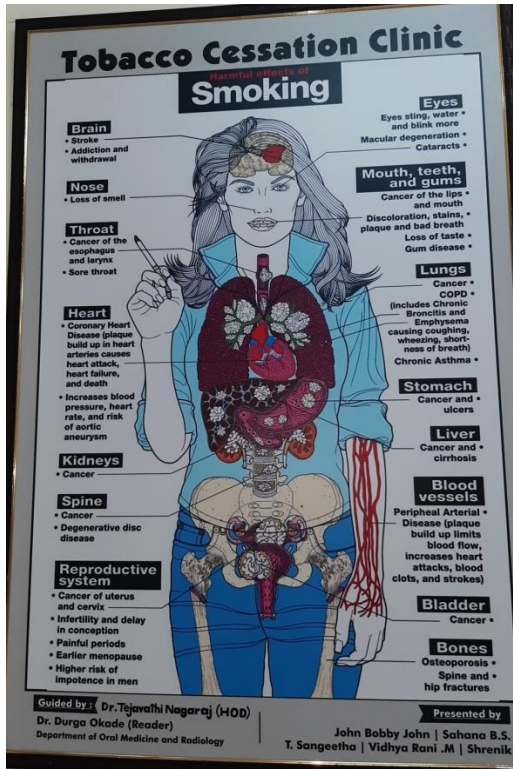 Tobacco Cessation Clinic
Harmful effects of
Smoking
Brain
• Stroke
• Addiction and
withdrawal
Nose
• Loss of smell
Throat
• Cancer of the
esophagus
and larynx
• Sore throat
Heart
• Coronary Heart
Disease (plaque
build up in heart
arteries causes
heart attack,
heart failure,
and death
• Increases blood
pressure, heart
rate, and risk
of aortic
aneurysm
Kidneys
• Cancer
Spine
• Cancer
• Degenerative disc
disease
Reproductive
system
• Cancer of uterus
and cervix
• Infertility and delay
in conception
• Painful periods
• Earlier menopause
• Higher risk of
impotence in men
Eyes
Eyes sting, water •
and blink more
Macular degeneration •
Cataracts •
Mouth, teeth,
and gums
Cancer of the lips •
and mouth
Discoloration, stains, •
plaque and bad breath
Loss of taste •
Gum disease •
Lungs
Cancer •
COPD •
(includes Chronic
Broncitis and
Emphysema
causing coughing,
wheezing, short-
ness of breath)
Chronic Asthma •
Stomach
Cancer and •
ulcers
Liver
Cancer and •
cirrhosis
Blood
vessels
Peripheal Arterial •
Disease (plaque
build up limits
blood flow,
increases heart
attacks, blood
clots, and strokes)
Bladder
Cancer •
Bones
Osteoporosis •
Spine and •
hip fractures
Guided by : Dr.Tejavathi Nagaraj (HOD)
Dr. Durga Okade (Reader)
Department of Oral Medicine and Radiology
Presented by
John Bobby John | Sahana B.S.
T. Sangeetha | Vidhya Rani .M | Shrenik